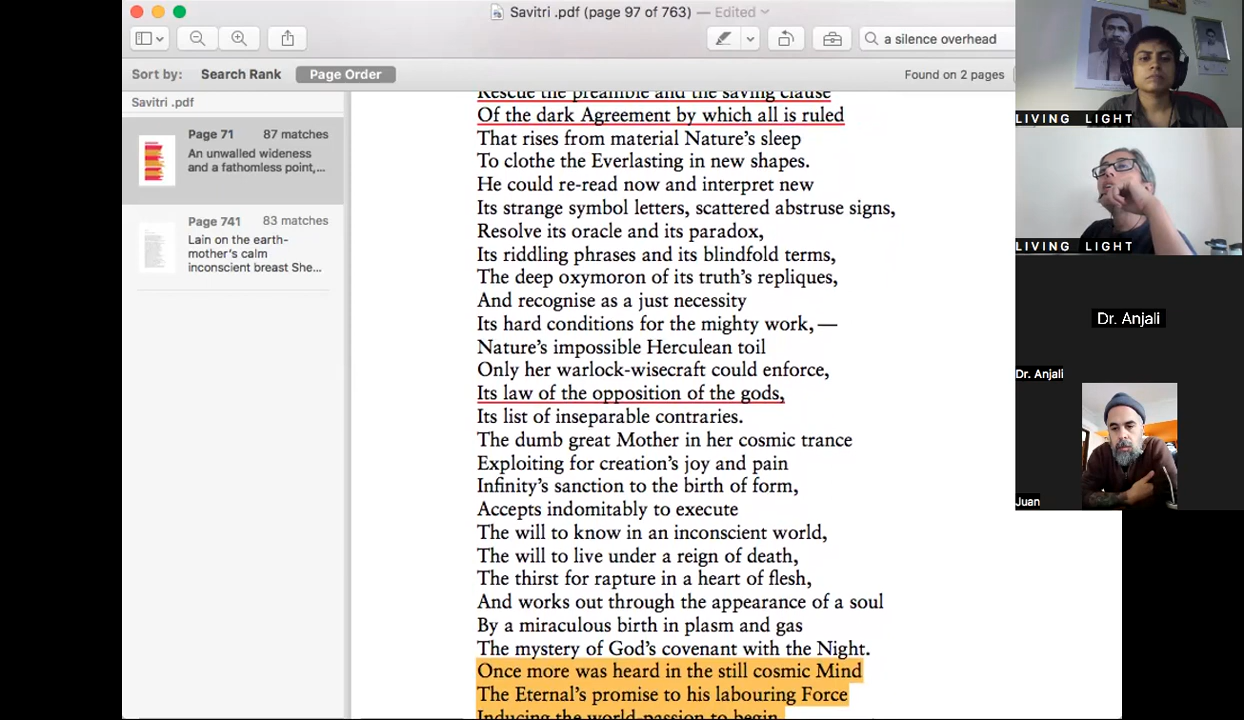 Savitri .pdf (page 97 of 763) — Edited
a silence overhead
Sort by: Search Rank Page Order Found on 2 pages
Savitri .pdf
Page 71 87 matches
An unwalled wideness
and a fathomless point,...
Page 741 83 matches
Lain on the earth-
mother's calm
inconscient breast She...
Rescue the preamble and the saving clause
Of the dark Agreement by which all is ruled
That rises from material Nature's sleep
To clothe the Everlasting in new shapes.
He could re-read now and interpret new
Its strange symbol letters, scattered abstruse signs,
Resolve its oracle and its paradox,
Its riddling phrases and its blindfold terms,
The deep oxymoron of its truth's repliques,
And recognise as a just necessity
Its hard conditions for the mighty work,—
Nature's impossible Herculean toil
Only her warlock-wisecraft could enforce,
Its law of the opposition of the gods,
Its list of inseparable contraries.
The dumb great Mother in her cosmic trance
Exploiting for creation's joy and pain
Infinity's sanction to the birth of form,
Accepts indomitably to execute
The will to know in an inconscient world,
The will to live under a reign of death,
The thirst for rapture in a heart of flesh,
And works out through the appearance of a soul
By a miraculous birth in plasm and gas
The mystery of God's covenant with the Night.
Once more was heard in the still cosmic Mind
The Eternal's promise to his labouring Force
Inducing the world-passion to begin,
LIVING LIGHT
LIVING LIGHT
Dr. Anjali
Dr. Anjali
Juan